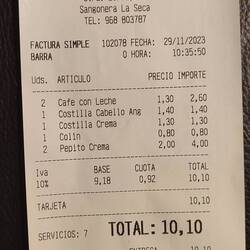 Sangonera La Seca
TEL: 968 803787
FACTURA SIMPLE 102078 FECHA: 29/11/2023
BARRA 0 HORA: 10:35:50
Uds. ARTICULO PRECIO IMPORTE
2 Cafe con Leche 1,30 2,60
1 Costilla Cabello Ang 1,40 1,40
1 Costilla Crema 1,30 1,30
1 Colin 0,80 0,80
2 Pepito Crema 2,00 4,00
Iva BASE CUOTA TOTAL
10% 9,18 0,92 10,10
TARJETA 10,10
SERVICIOS: 7 TOTAL: 10,10
ENTREGA 10,10